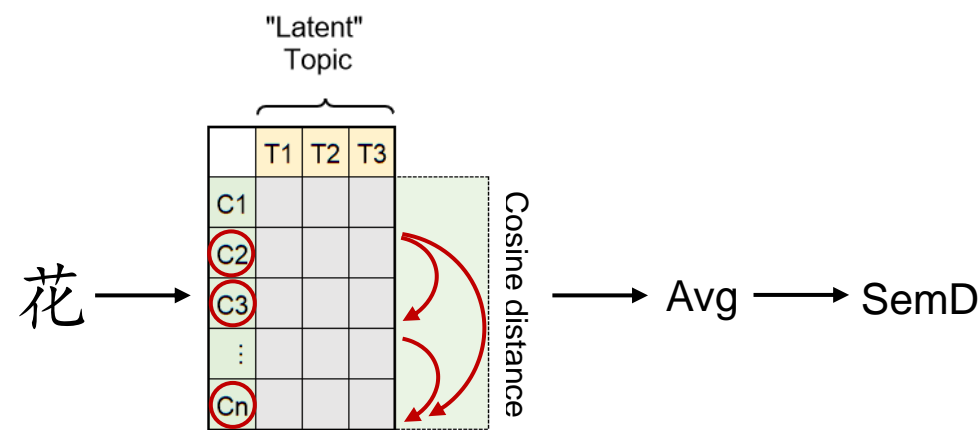 "Latent"
Topic
T1 T2 T3
C1
C2
C3
⋮
Cn
花
Cosine distance
Avg
SemD